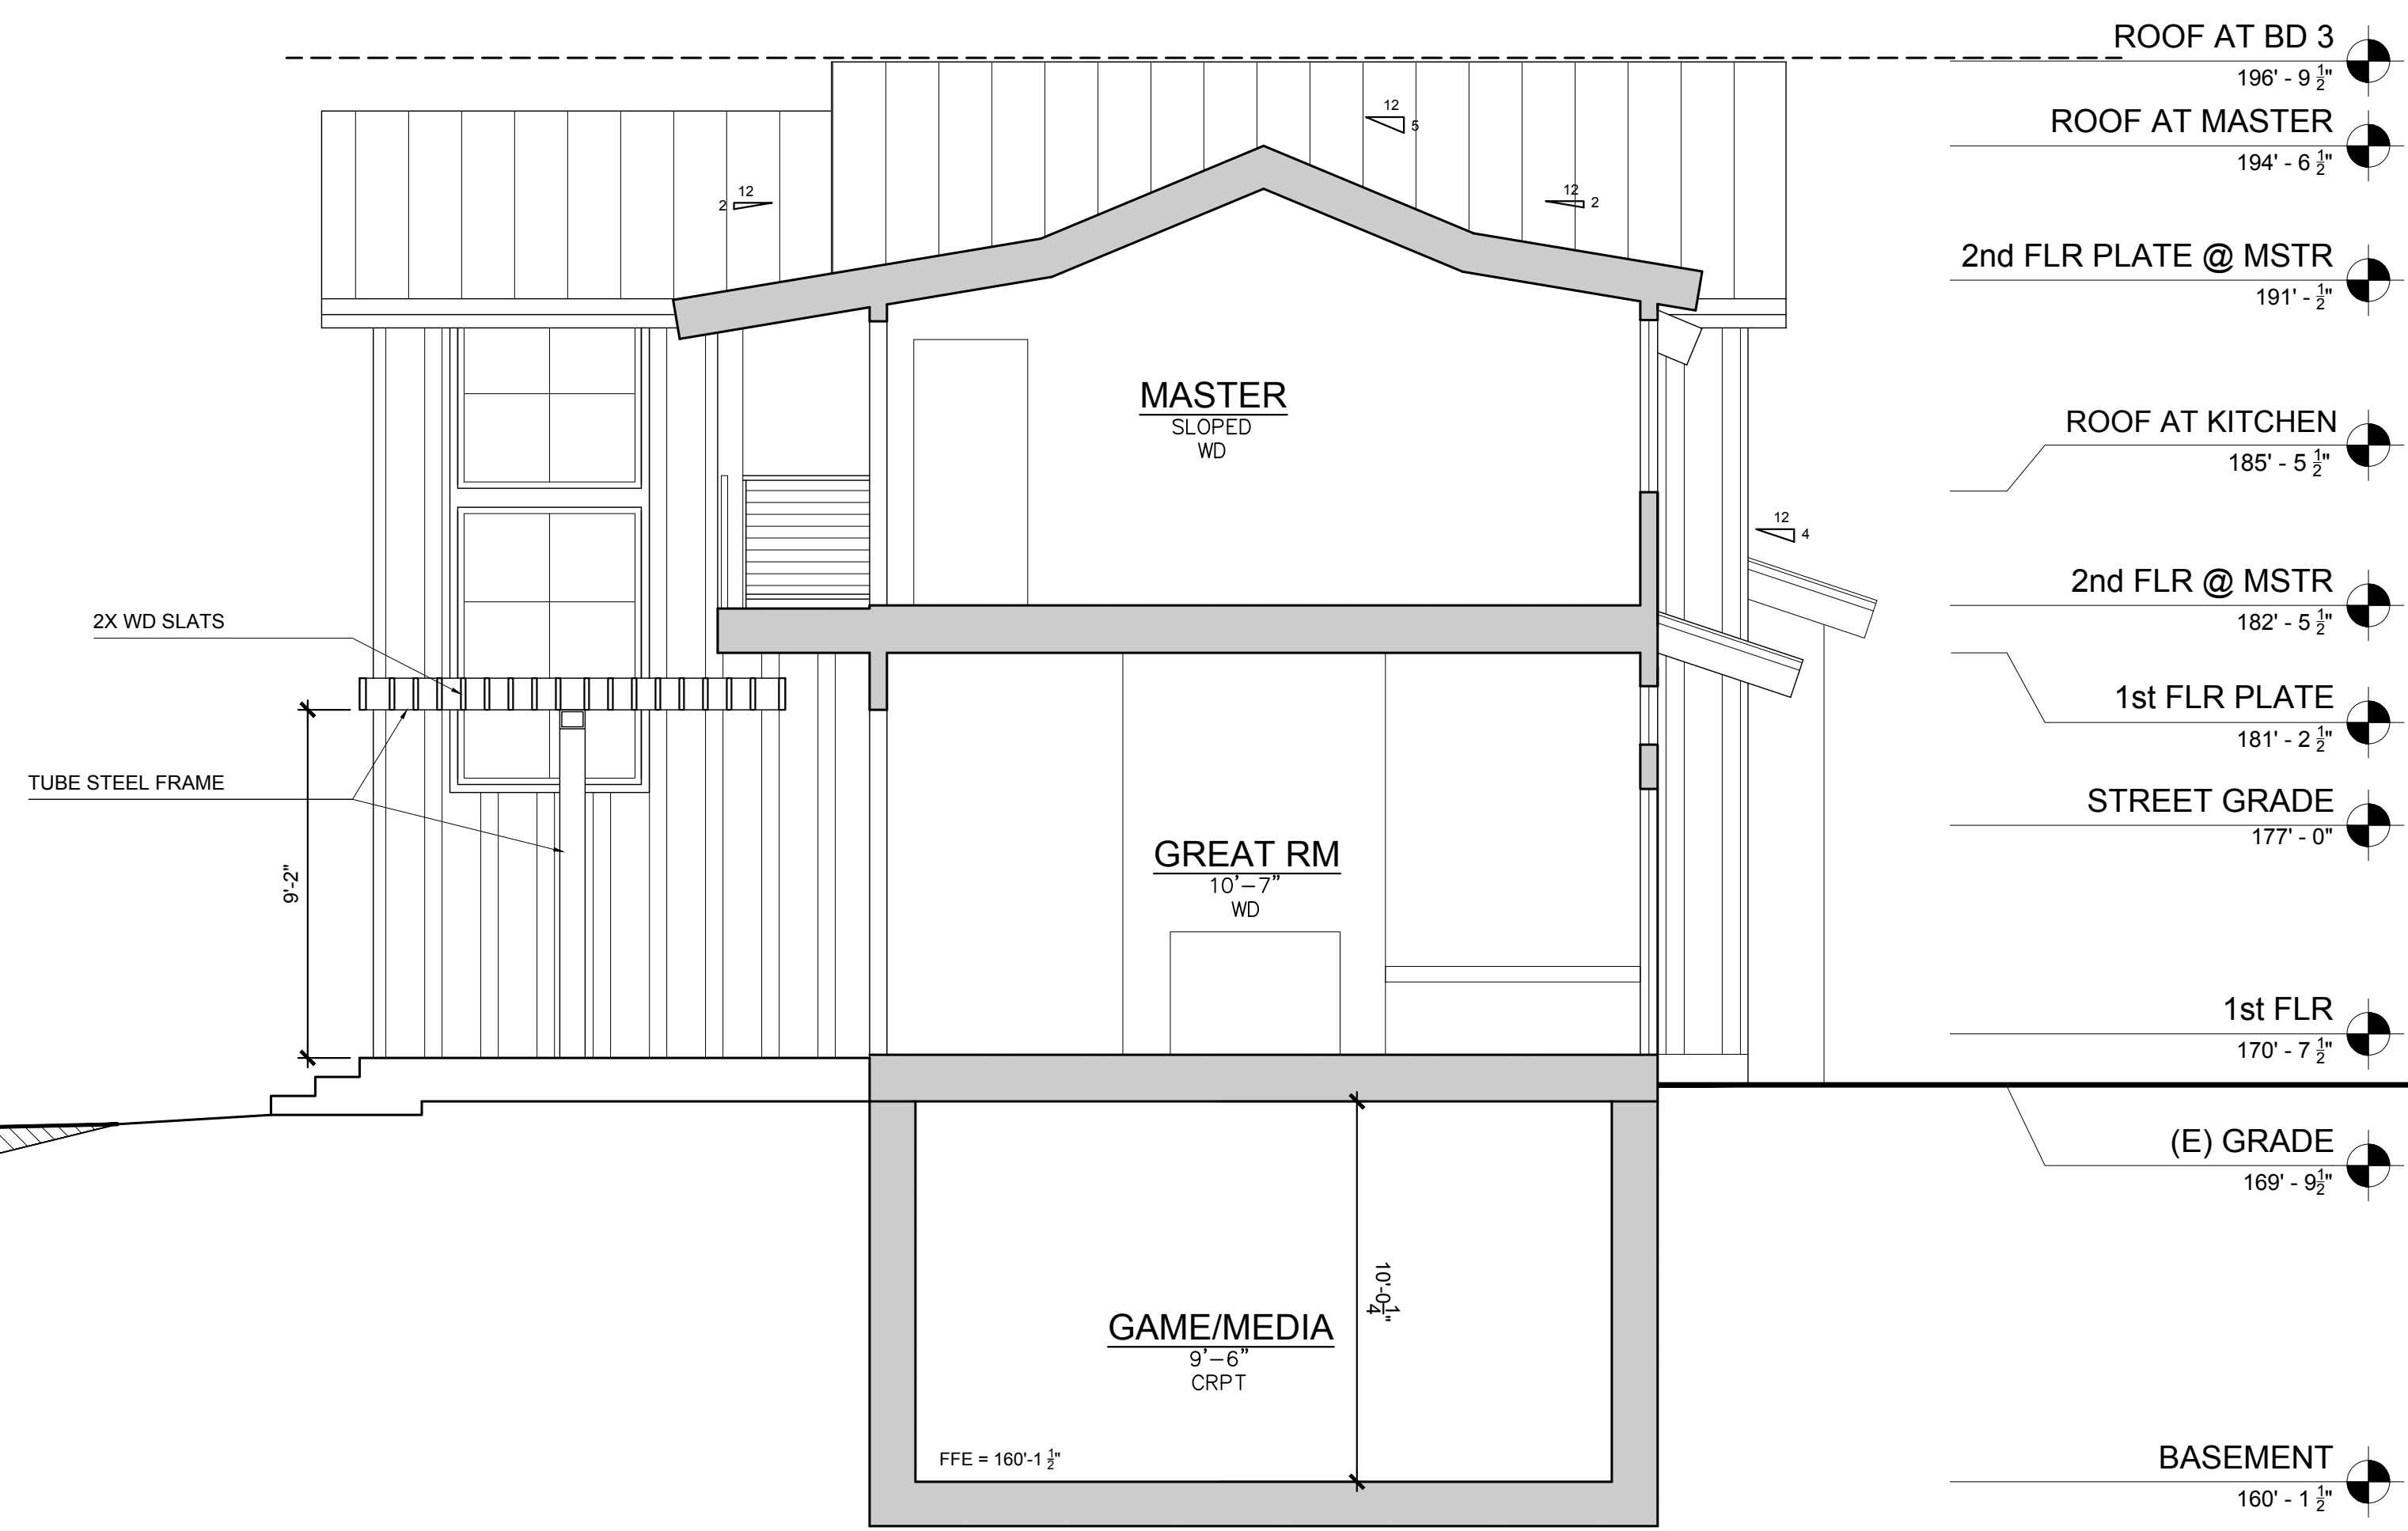 ROOF AT BD 3
196' - 9 1/2"
12
5
ROOF AT MASTER
194' - 6 1/2"
12
2
12
2
2nd FLR PLATE @ MSTR
191' - 1/2"
MASTER
SLOPED
WD
ROOF AT KITCHEN
185' - 5 1/2"
12
4
2X WD SLATS
2nd FLR @ MSTR
182' - 5 1/2"
1st FLR PLATE
181' - 2 1/2"
TUBE STEEL FRAME
STREET GRADE
177' - 0"
9'-2"
GREAT RM
10'-7"
WD
1st FLR
170' - 7 1/2"
(E) GRADE
169' - 9 1/2"
10'-0 1/4"
GAME/MEDIA
9'-6"
CRPT
FFE = 160'-1 1/2"
BASEMENT
160' - 1 1/2"